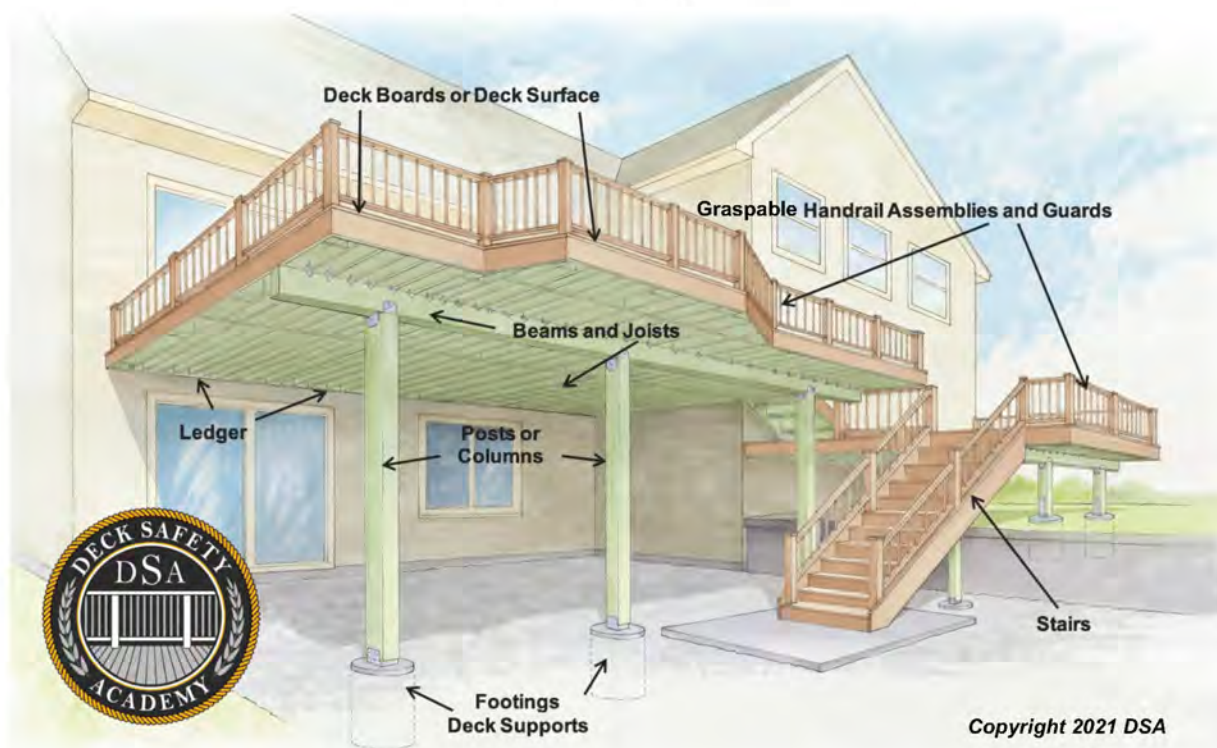 Deck Boards or Deck Surface
Graspable Handrail Assemblies and Guards
Beams and Joists
Ledger
Posts or
Columns
DECK SAFETY
DSA
ACADEMY
Stairs
Footings
Deck Supports
Copyright 2021 DSA